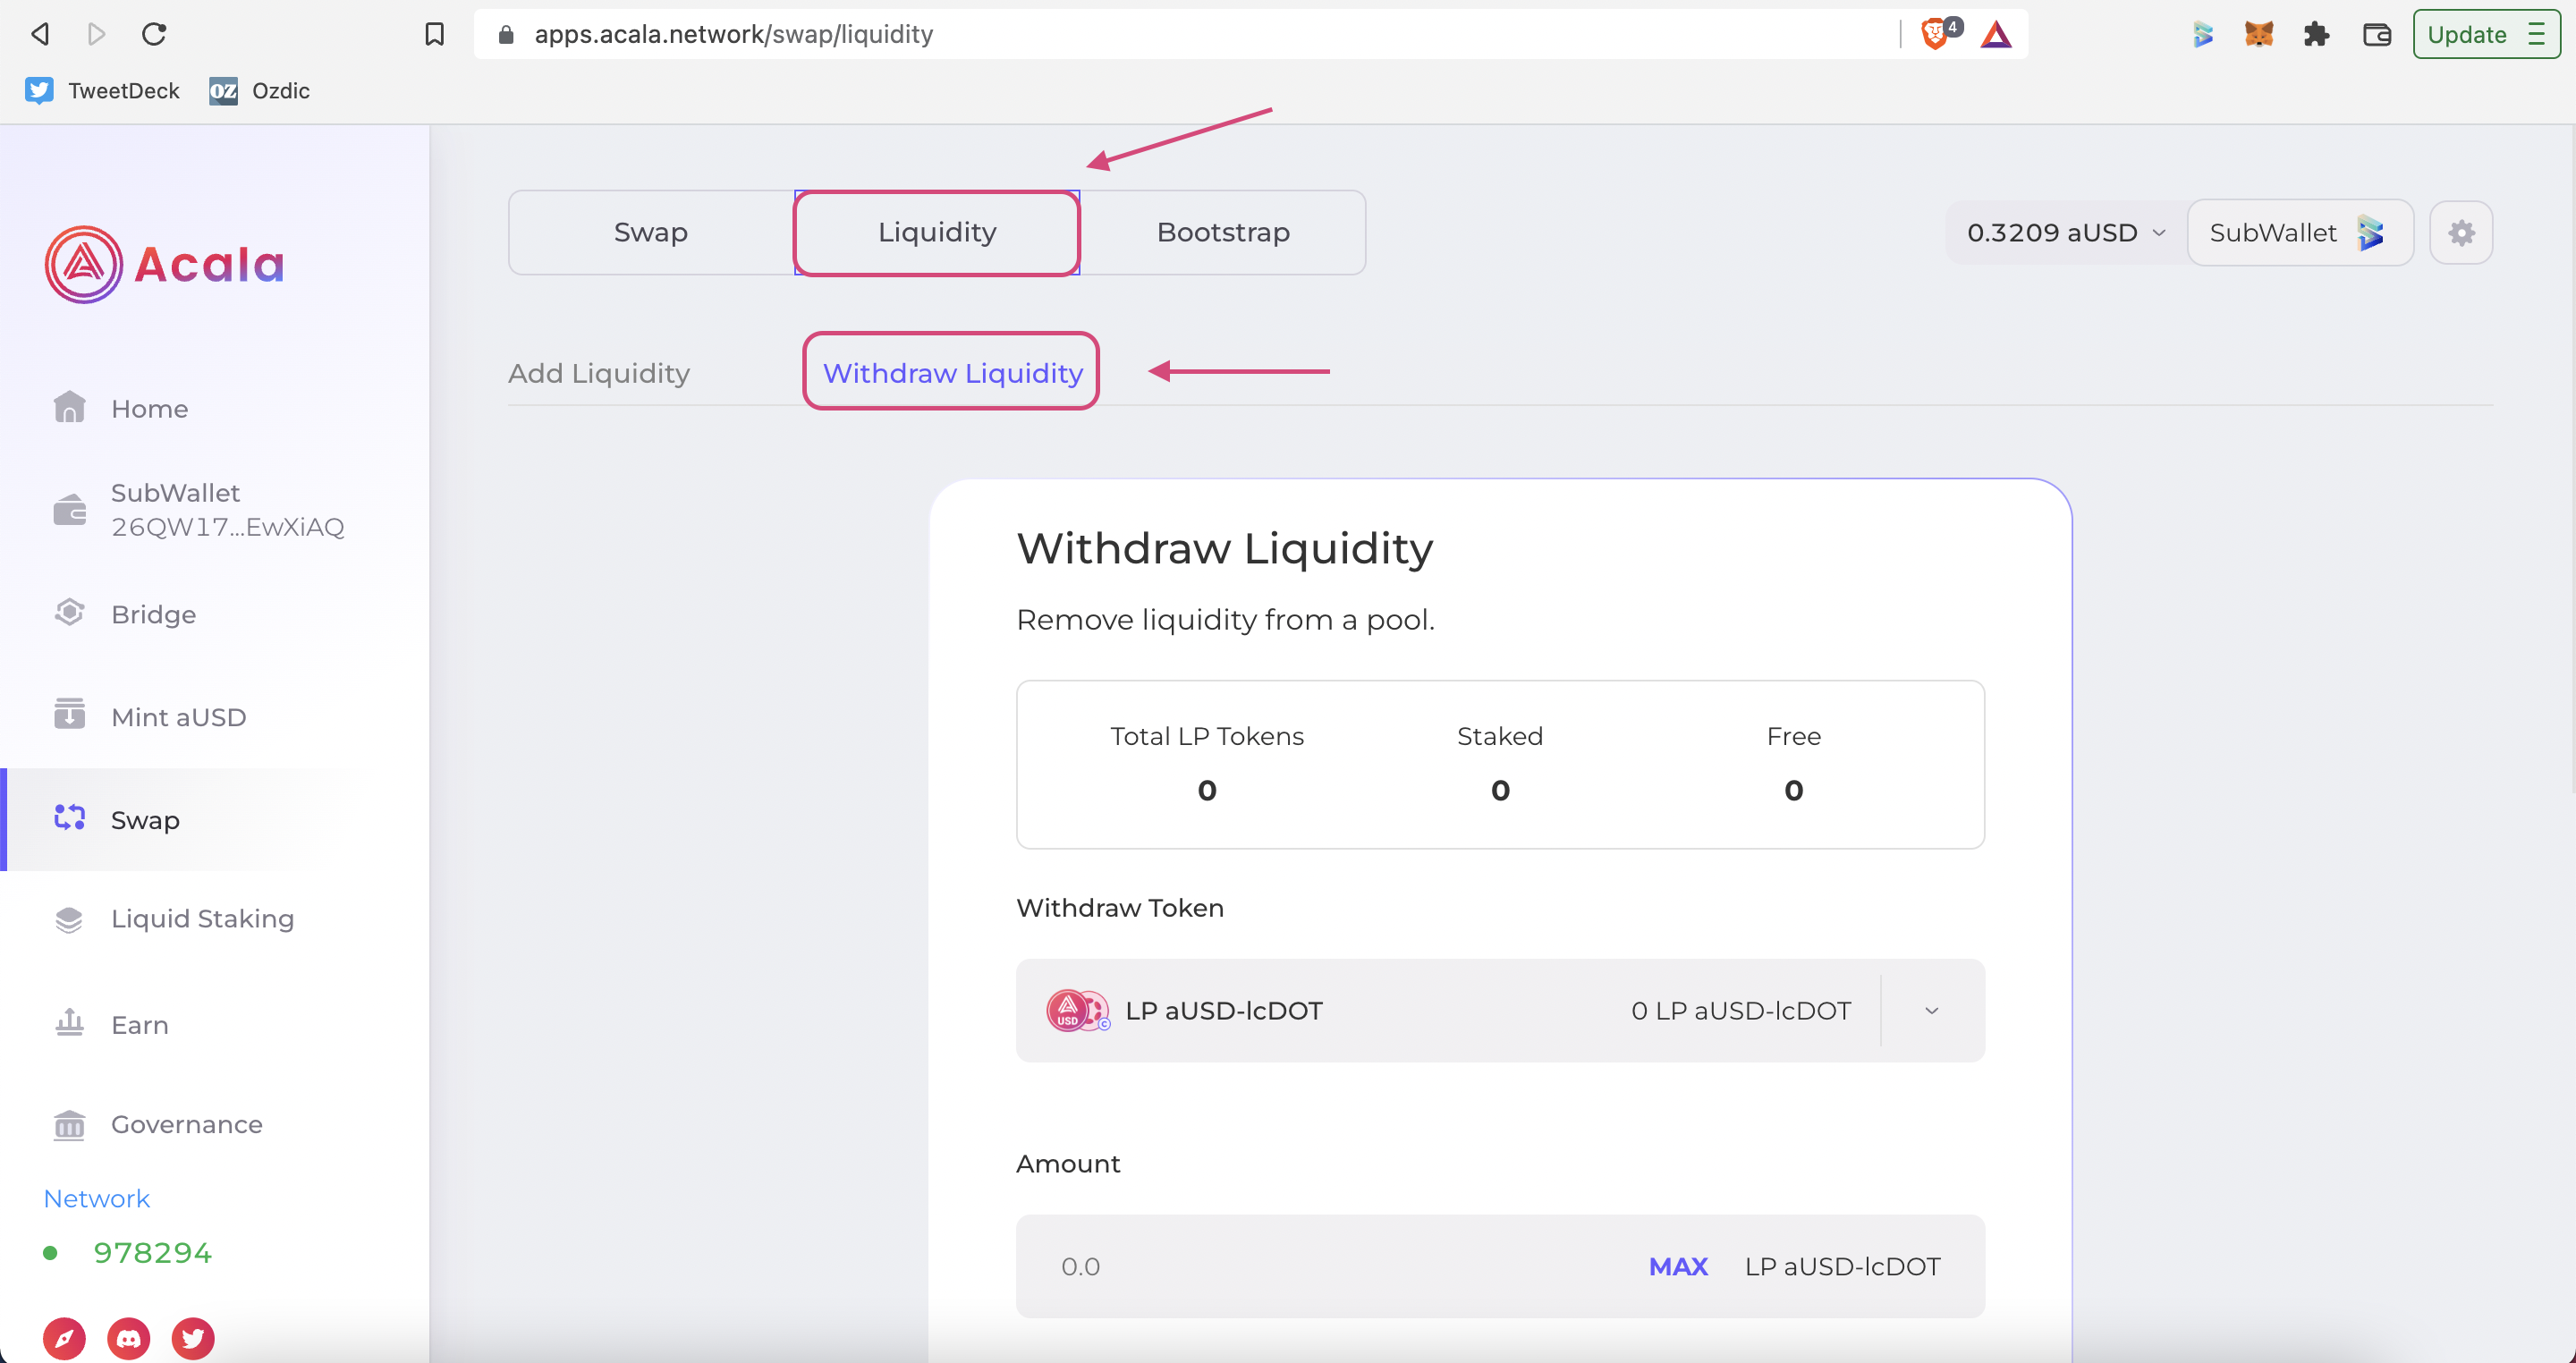 apps.acala.network/swap/liquidity
4
Update
TweetDeck
OZ Ozdic
Acala
Swap
Liquidity
Bootstrap
0.3209 aUSD
SubWallet
Add Liquidity
Withdraw Liquidity
Home
SubWallet
26QW17...EwXiAQ
Bridge
Mint aUSD
Swap
Liquid Staking
Earn
Governance
Network
978294
Withdraw Liquidity
Remove liquidity from a pool.
Total LP Tokens
0
Staked
0
Free
0
Withdraw Token
USD
C
LP aUSD-lcDOT
0 LP aUSD-lcDOT
Amount
0.0
MAX
LP aUSD-lcDOT